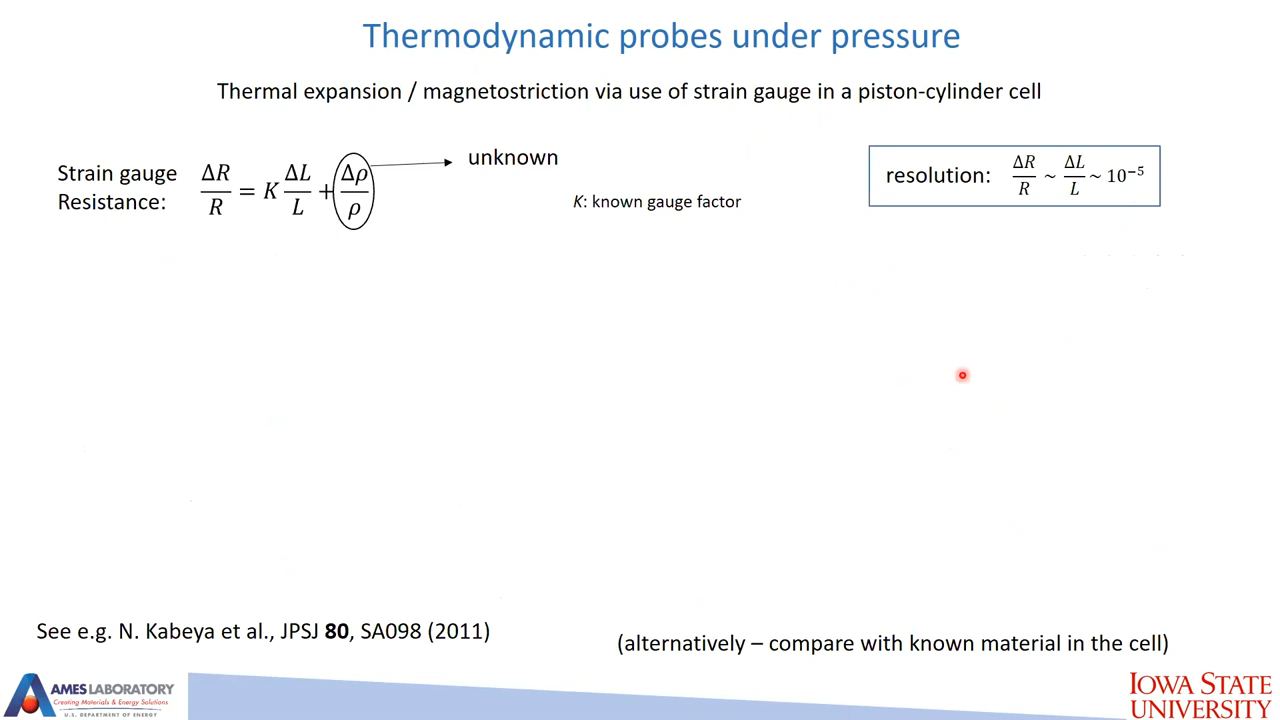 Thermodynamic probes under pressure
Thermal expansion / magnetostriction via use of strain gauge in a piston-cylinder cell
Strain gauge
Resistance:
ΔR/R = K ΔL/L + Δρ/ρ
unknown
K: known gauge factor
resolution: ΔR/R ~ ΔL/L ~ 10⁻⁵
See e.g. N. Kabeya et al., JPSJ 80, SA098 (2011)
(alternatively – compare with known material in the cell)
AMES LABORATORY
Creating Materials & Energy Solutions
U.S. DEPARTMENT OF ENERGY
IOWA STATE
UNIVERSITY